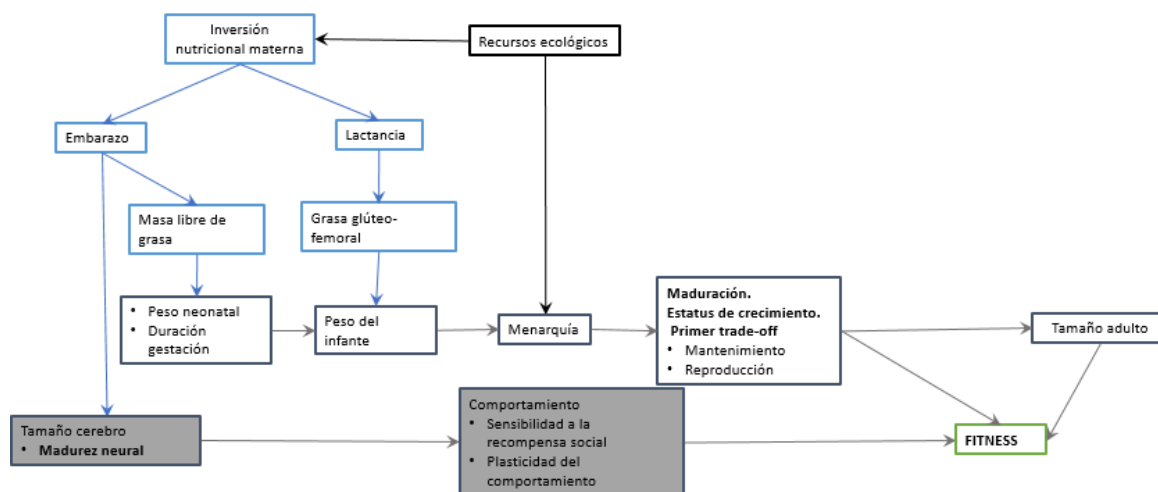 Inversión
nutricional materna
Recursos ecológicos
Embarazo
Lactancia
Masa libre de
grasa
Grasa glúteo-
femoral
• Peso neonatal
• Duración
gestación
Peso del
infante
Menarquía
Maduración.
Estatus de crecimiento.
Primer trade-off
• Mantenimiento
• Reproducción
Tamaño adulto
Tamaño cerebro
• Madurez neural
Comportamiento
• Sensibilidad a la
recompensa social
• Plasticidad del
comportamiento
FITNESS